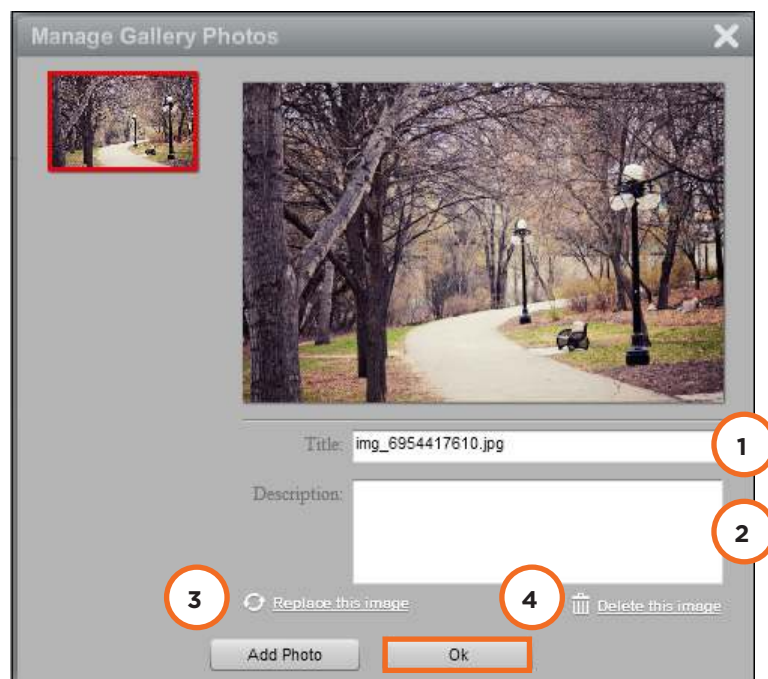 Manage Gallery Photos
Title: img_6954417610.jpg
1
Description:
2
3
Replace this image
4
Delete this image
Add Photo
Ok